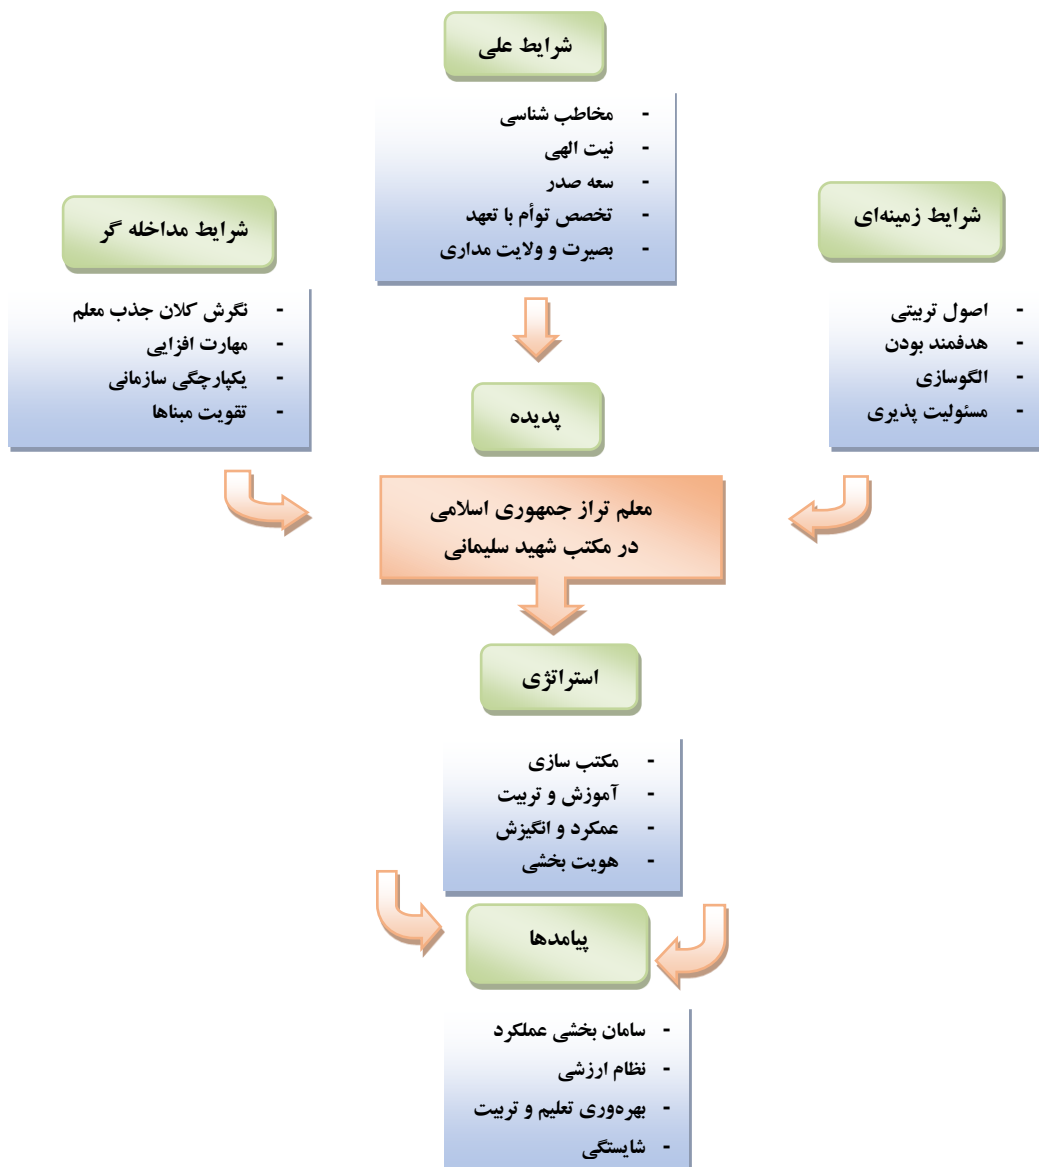 شرایط علی
- مخاطب شناسی
- نیت الهی
- سعه صدر
- تخصص توأم با تعهد
- بصیرت و ولایت مداری
شرایط زمینه‌ای
- اصول تربیتی
- هدفمند بودن
- الگوسازی
- مسئولیت پذیری
شرایط مداخله گر
- نگرش کلان جذب معلم
- مهارت افزایی
- یکپارچگی سازمانی
- تقویت مبناها
پدیده
معلم تراز جمهوری اسلامی
در مکتب شهید سلیمانی
استراتژی
- مکتب سازی
- آموزش و تربیت
- عمکرد و انگیزش
- هویت بخشی
پیامدها
- سامان بخشی عملکرد
- نظام ارزشی
- بهره‌وری تعلیم و تربیت
- شایستگی